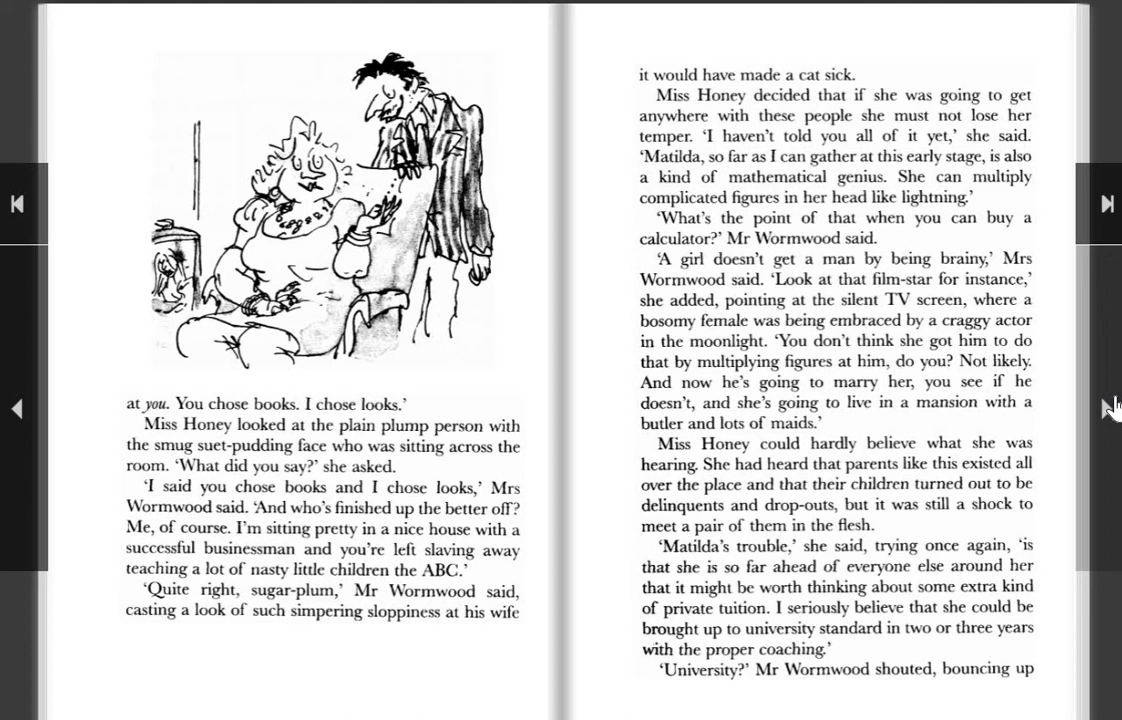 at you. You chose books. I chose looks.’
Miss Honey looked at the plain plump person with
the smug suet-pudding face who was sitting across the
room. ‘What did you say?’ she asked.
‘I said you chose books and I chose looks,’ Mrs
Wormwood said. ‘And who’s finished up the better off?
Me, of course. I’m sitting pretty in a nice house with a
successful businessman and you’re left slaving away
teaching a lot of nasty little children the ABC.’
‘Quite right, sugar-plum,’ Mr Wormwood said,
casting a look of such simpering sloppiness at his wife
it would have made a cat sick.
Miss Honey decided that if she was going to get
anywhere with these people she must not lose her
temper. ‘I haven’t told you all of it yet,’ she said.
‘Matilda, so far as I can gather at this early stage, is also
a kind of mathematical genius. She can multiply
complicated figures in her head like lightning.’
‘What’s the point of that when you can buy a
calculator?’ Mr Wormwood said.
‘A girl doesn’t get a man by being brainy,’ Mrs
Wormwood said. ‘Look at that film-star for instance,’
she added, pointing at the silent TV screen, where a
bosomy female was being embraced by a craggy actor
in the moonlight. ‘You don’t think she got him to do
that by multiplying figures at him, do you? Not likely.
And now he’s going to marry her, you see if he
doesn’t, and she’s going to live in a mansion with a
butler and lots of maids.’
Miss Honey could hardly believe what she was
hearing. She had heard that parents like this existed all
over the place and that their children turned out to be
delinquents and drop-outs, but it was still a shock to
meet a pair of them in the flesh.
‘Matilda’s trouble,’ she said, trying once again, ‘is
that she is so far ahead of everyone else around her
that it might be worth thinking about some extra kind
of private tuition. I seriously believe that she could be
brought up to university standard in two or three years
with the proper coaching.’
‘University?’ Mr Wormwood shouted, bouncing up